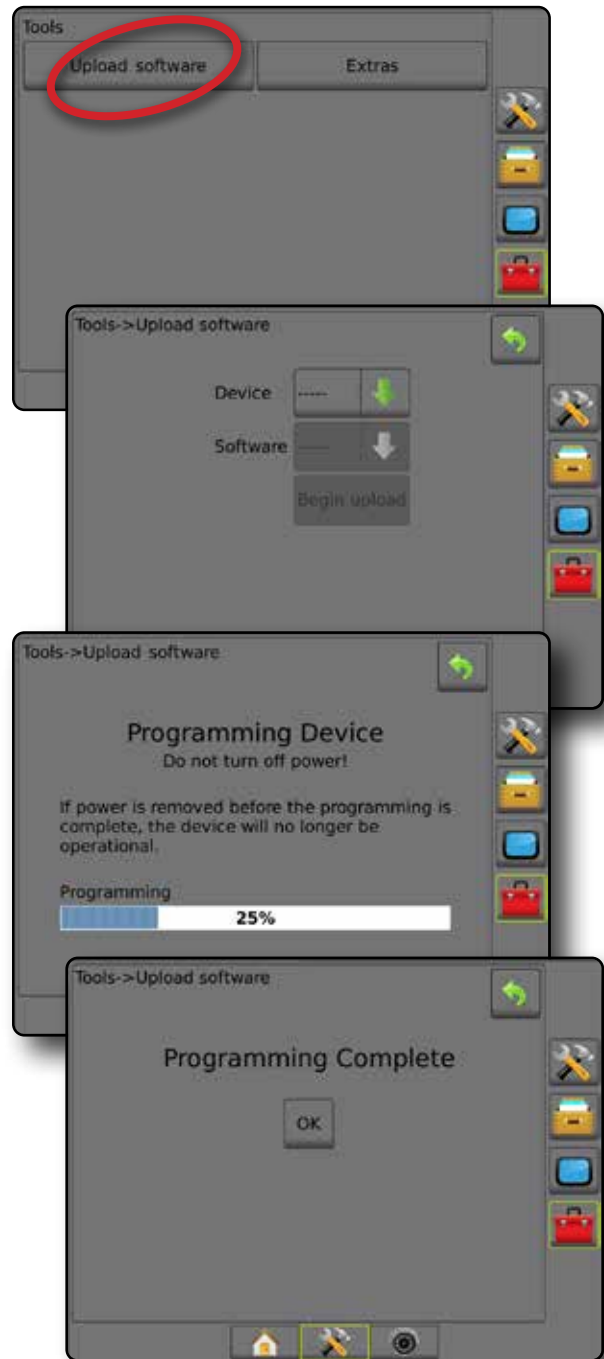 Tools
Upload software Extras
Tools->Upload software
Device -----
Software -----
Begin upload
Tools->Upload software
Programming Device
Do not turn off power!
If power is removed before the programming is
complete, the device will no longer be
operational.
Programming
25%
Tools->Upload software
Programming Complete
OK